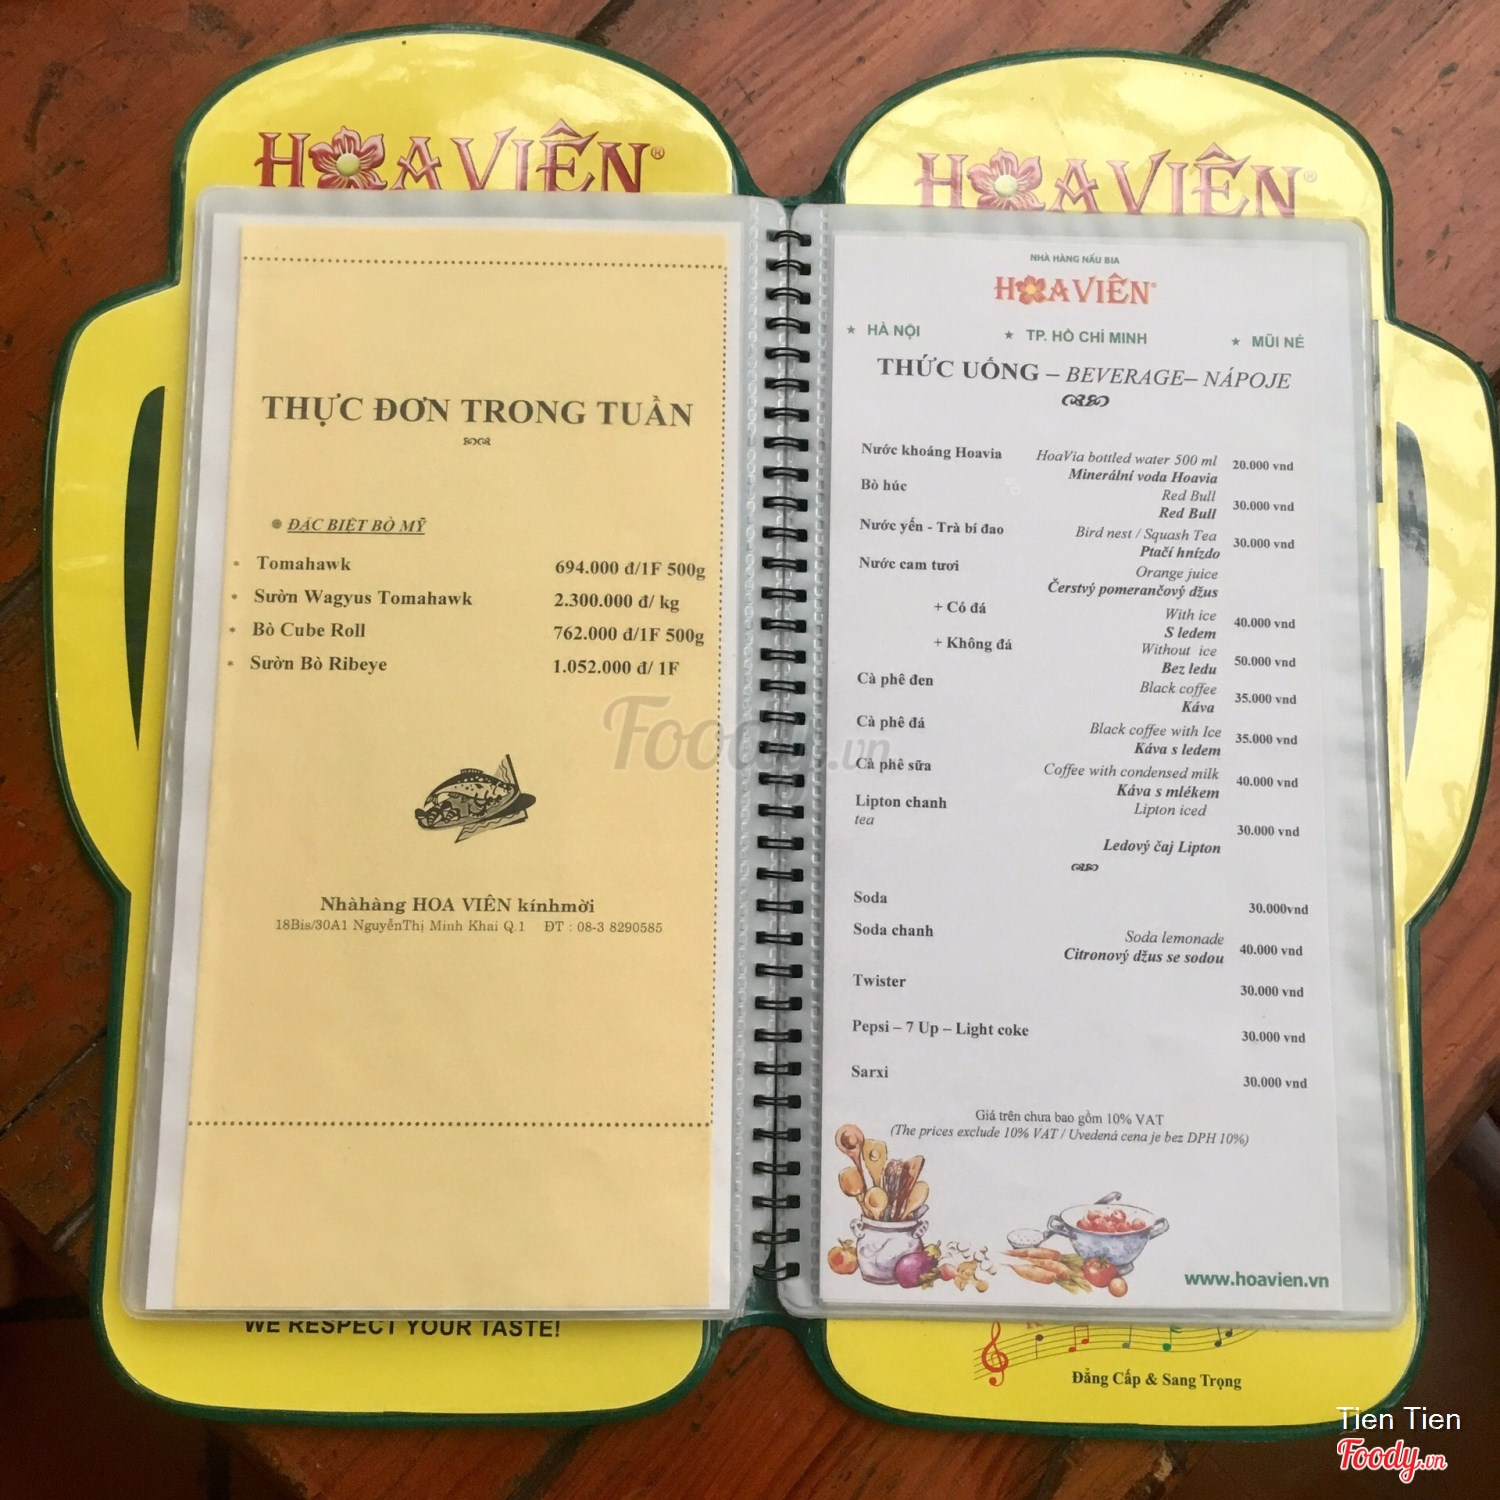 HOA VIÊN®
THỰC ĐƠN TRONG TUẦN
ĐẶC BIỆT BÒ MỸ
Tomahawk 694.000 đ/1F 500g
Sườn Wagyus Tomahawk 2.300.000 đ/ kg
Bò Cube Roll 762.000 đ/1F 500g
Sườn Bò Ribeye 1.052.000 đ/ 1F
Nhàhàng HOA VIÊN kínhmời
18Bis/30A1 NguyễnThị Minh Khai Q.1 ĐT : 08-3 8290585
WE RESPECT YOUR TASTE!
HOA VIÊN®
NHÀ HÀNG NẤU BIA
HOA VIÊN®
★ HÀ NỘI ★ TP. HỒ CHÍ MINH ★ MŨI NÉ
THỨC UỐNG – BEVERAGE– NÁPOJE
Nước khoáng Hoavia HoaVia bottled water 500 ml 20.000 vnd
Minerální voda Hoavia
Bò húc Red Bull 30.000 vnd
Red Bull
Nước yến - Trà bí đao Bird nest / Squash Tea 30.000 vnd
Ptačí hnízdo
Nước cam tươi Orange juice
Čerstvý pomerančový džus
+ Có đá With ice 40.000 vnd
S ledem
+ Không đá Without ice 50.000 vnd
Bez ledu
Cà phê đen Black coffee 35.000 vnd
Káva
Cà phê đá Black coffee with Ice 35.000 vnd
Káva s ledem
Cà phê sữa Coffee with condensed milk 40.000 vnd
Káva s mlékem
Lipton chanh Lipton iced
tea 30.000 vnd
Ledový čaj Lipton
Soda 30.000vnd
Soda chanh Soda lemonade 40.000 vnd
Citronový džus se sodou
Twister 30.000 vnd
Pepsi – 7 Up – Light coke 30.000 vnd
Sarxi 30.000 vnd
Giá trên chưa bao gồm 10% VAT
(The prices exclude 10% VAT / Uvedená cena je bez DPH 10%)
www.hoavien.vn
Đẳng Cấp & Sang Trọng
Foody.vn
Tien Tien
Foody.vn